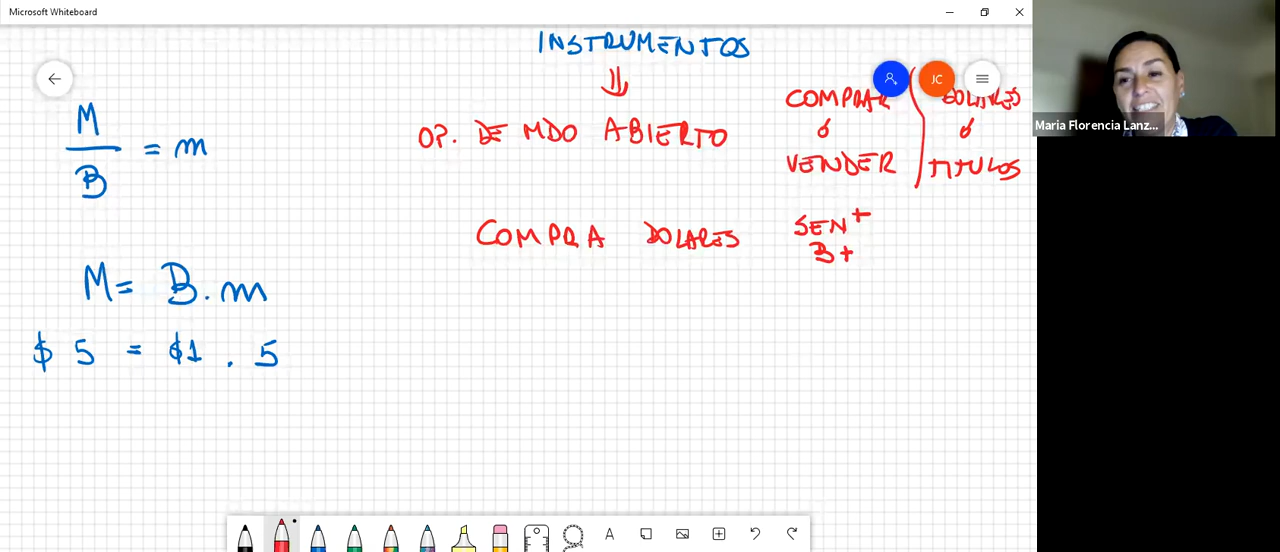 Microsoft Whiteboard
INSTRUMENTOS
JC
M
B
= m
OP. DE MDO ABIERTO
COMPRAR
ó
VENDER
DOLARES
ó
TITULOS
Maria Florencia Lanz...
COMPRA DOLARES
SEN+
B+
M= B.m
$ 5 = $1 . 5
A